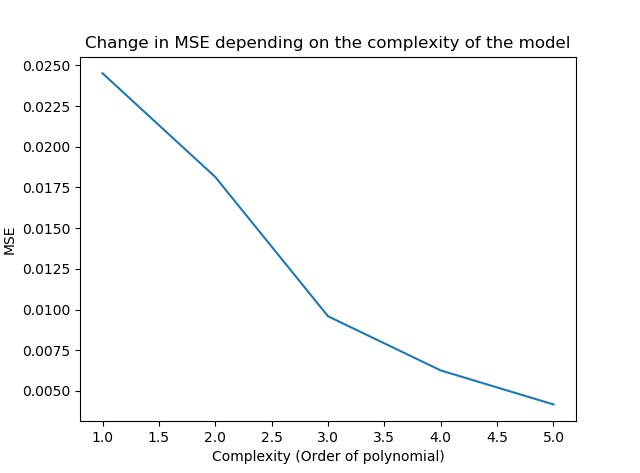 Change in MSE depending on the complexity of the model
0.0250
0.0225
0.0200
0.0175
0.0150
0.0125
0.0100
0.0075
0.0050
MSE
1.0 1.5 2.0 2.5 3.0 3.5 4.0 4.5 5.0
Complexity (Order of polynomial)